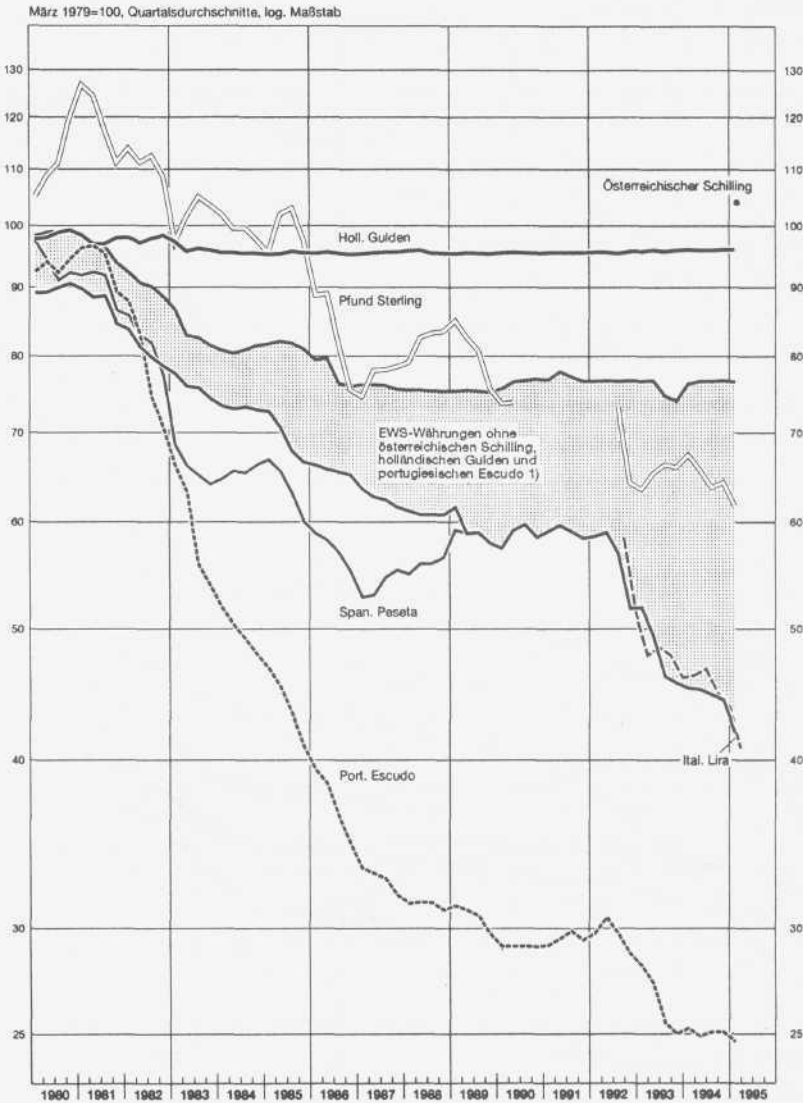 März 1979=100, Quartalsdurchschnitte, log. Maßstab
130 130
120 120
110 110
Österreichischer Schilling
100 100
Holl. Gulden
90 90
Pfund Sterling
80 80
70 70
EWS-Währungen ohne
österreichischen Schilling,
holländischen Gulden und
portugiesischen Escudo 1)
60 60
Span. Peseta
50 50
40 40
Ital. Lira
Port. Escudo
30 30
25 25
1980 1981 1982 1983 1984 1985 1986 1987 1988 1989 1990 1991 1992 1993 1994 1995